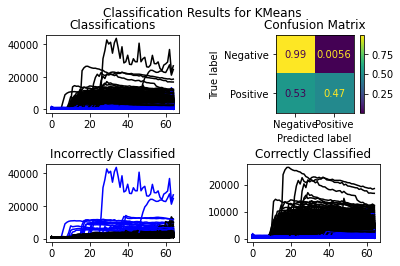 Classification Results for KMeans
Classifications
40000
20000
0
0 20 40 60
Confusion Matrix
True label
Negative
Positive
0.99 0.0056
0.53 0.47
Negative Positive
Predicted label
0.75
0.50
0.25
Incorrectly Classified
40000
30000
20000
10000
0
0 20 40 60
Correctly Classified
20000
10000
0
0 20 40 60